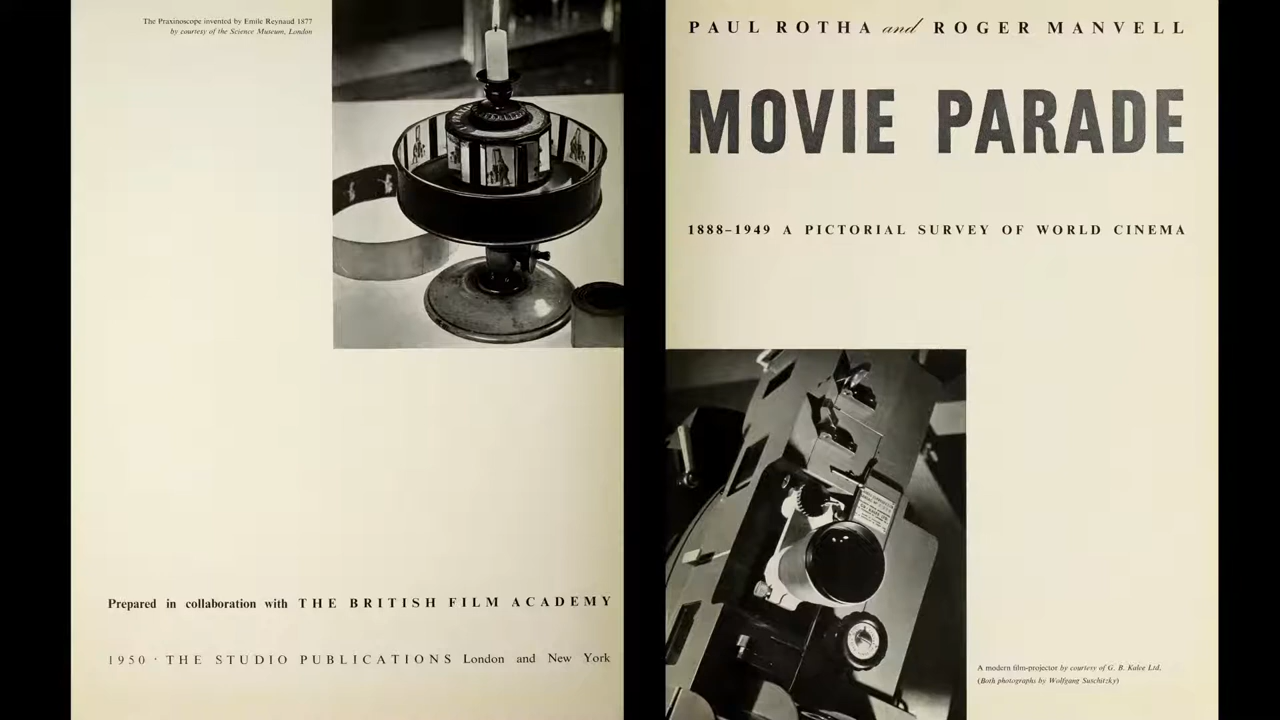 The Praxinoscope invented by Emile Reynaud 1877
by courtesy of the Science Museum, London
Prepared in collaboration with THE BRITISH FILM ACADEMY
1950 · THE STUDIO PUBLICATIONS London and New York
PAUL ROTHA and ROGER MANVELL
MOVIE PARADE
1888–1949 A PICTORIAL SURVEY OF WORLD CINEMA
A modern film-projector by courtesy of G. B. Kalee Ltd,
(Both photographs by Wolfgang Suschitzky)